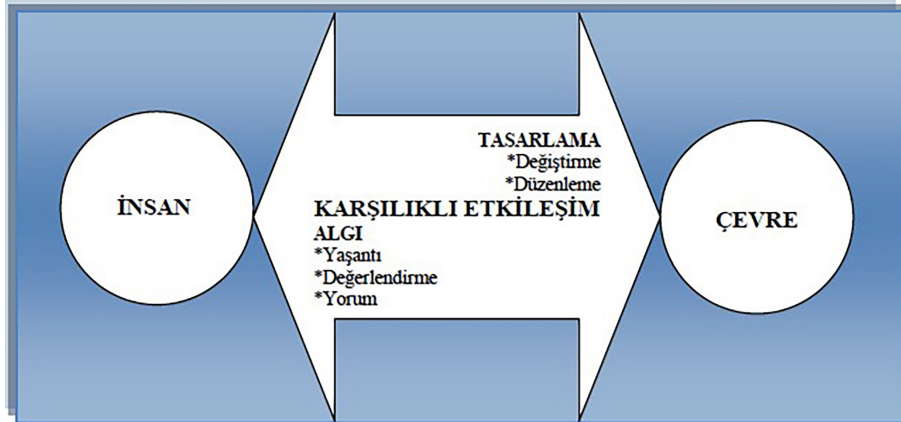 İNSAN
TASARLAMA
*Değiştirme
*Düzenleme
KARŞILIKLI ETKİLEŞİM
ALGI
*Yaşantı
*Değerlendirme
*Yorum
ÇEVRE